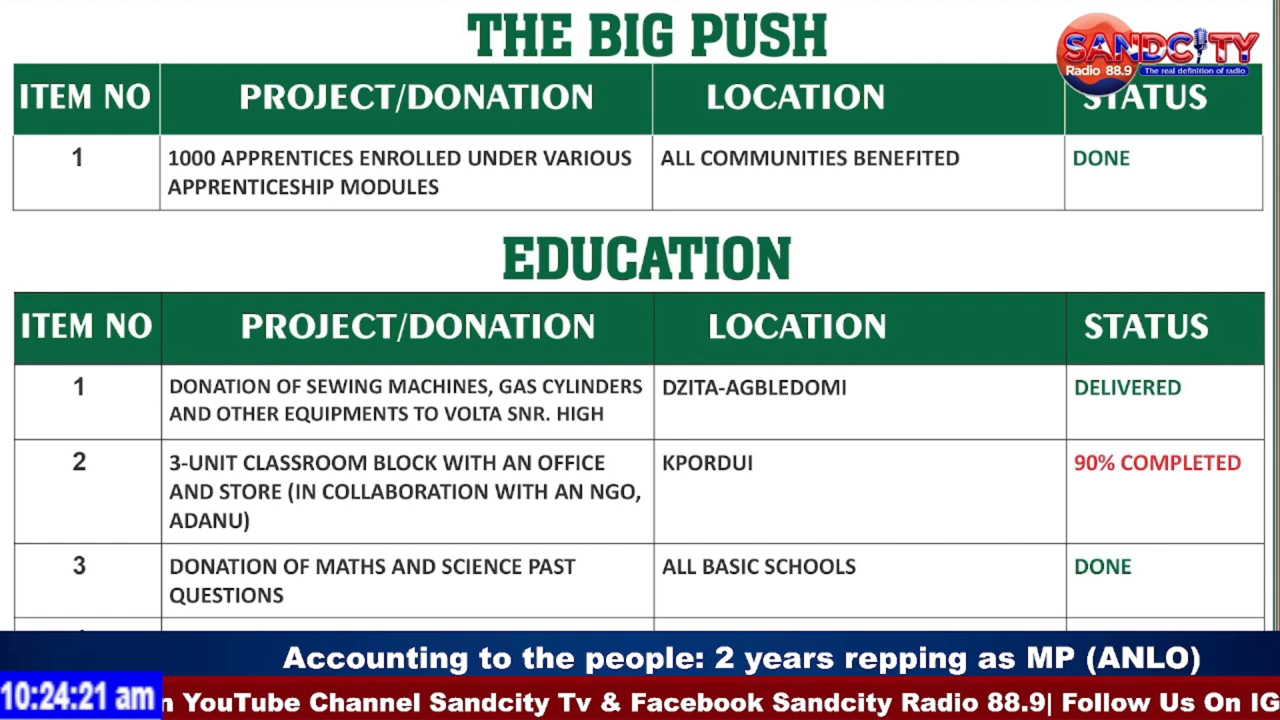 THE BIG PUSH
SANDCITY
Radio 88.9 The real definition of radio
ITEM NO PROJECT/DONATION LOCATION STATUS
1 1000 APPRENTICES ENROLLED UNDER VARIOUS ALL COMMUNITIES BENEFITED DONE
APPRENTICESHIP MODULES
EDUCATION
ITEM NO PROJECT/DONATION LOCATION STATUS
1 DONATION OF SEWING MACHINES, GAS CYLINDERS DZITA-AGBLEDOMI DELIVERED
AND OTHER EQUIPMENTS TO VOLTA SNR. HIGH
2 3-UNIT CLASSROOM BLOCK WITH AN OFFICE KPORDUI 90% COMPLETED
AND STORE (IN COLLABORATION WITH AN NGO,
ADANU)
3 DONATION OF MATHS AND SCIENCE PAST ALL BASIC SCHOOLS DONE
QUESTIONS
Accounting to the people: 2 years repping as MP (ANLO)
10:24:21 am YouTube Channel Sandcity Tv & Facebook Sandcity Radio 88.9| Follow Us On IG